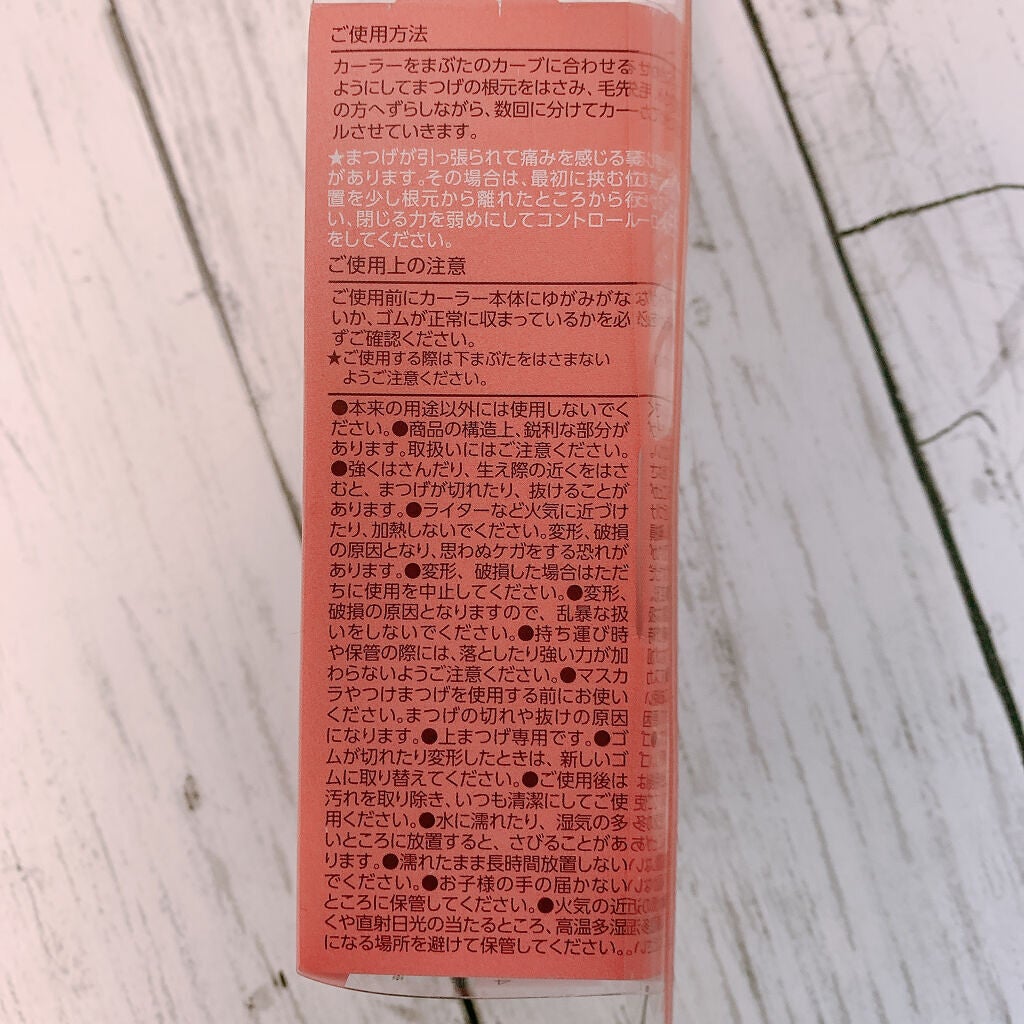 ご使用方法
カーラーをまぶたのカーブに合わせる
ようにしてまつげの根元をはさみ、毛先
の方へずらしながら、数回に分けてカー
ルさせていきます。
★まつげが引っ張られて痛みを感じる事
があります。その場合は、最初に挟む位
置を少し根元から離れたところから行
い、閉じる力を弱めにしてコントロール
をしてください。
ご使用上の注意
ご使用前にカーラー本体にゆがみがな
いか、ゴムが正常に収まっているかを必
ずご確認ください。
★ご使用する際は下まぶたをはさまない
ようご注意ください。
●本来の用途以外には使用しないでく
ださい。●商品の構造上、鋭利な部分が
あります。取扱いにはご注意ください。
●強くはさんだり、生え際の近くをはさ
むと、まつげが切れたり、抜けることが
あります。●ライターなど火気に近づけ
たり、加熱しないでください。変形、破損
の原因となり、思わぬケガをする恐れが
あります。●変形、破損した場合はただ
ちに使用を中止してください。●変形、
破損の原因となりますので、乱暴な扱
いをしないでください。●持ち運び時
や保管の際には、落としたり強い力が加
わらないようご注意ください。●マスカ
ラやつけまつげを使用する前にお使い
ください。まつげの切れや抜けの原因
になります。●上まつげ専用です。●ゴ
ムが切れたり変形したときは、新しいゴ
ムに取り替えてください。●ご使用後は
汚れを取り除き、いつも清潔にしてご使
用ください。●水に濡れたり、湿気の多
いところに放置すると、さびることがあ
ります。●濡れたまま長時間放置しない
でください。●お子様の手の届かない
ところに保管してください。●火気の近
くや直射日光の当たるところ、高温多湿
になる場所を避けて保管してください。